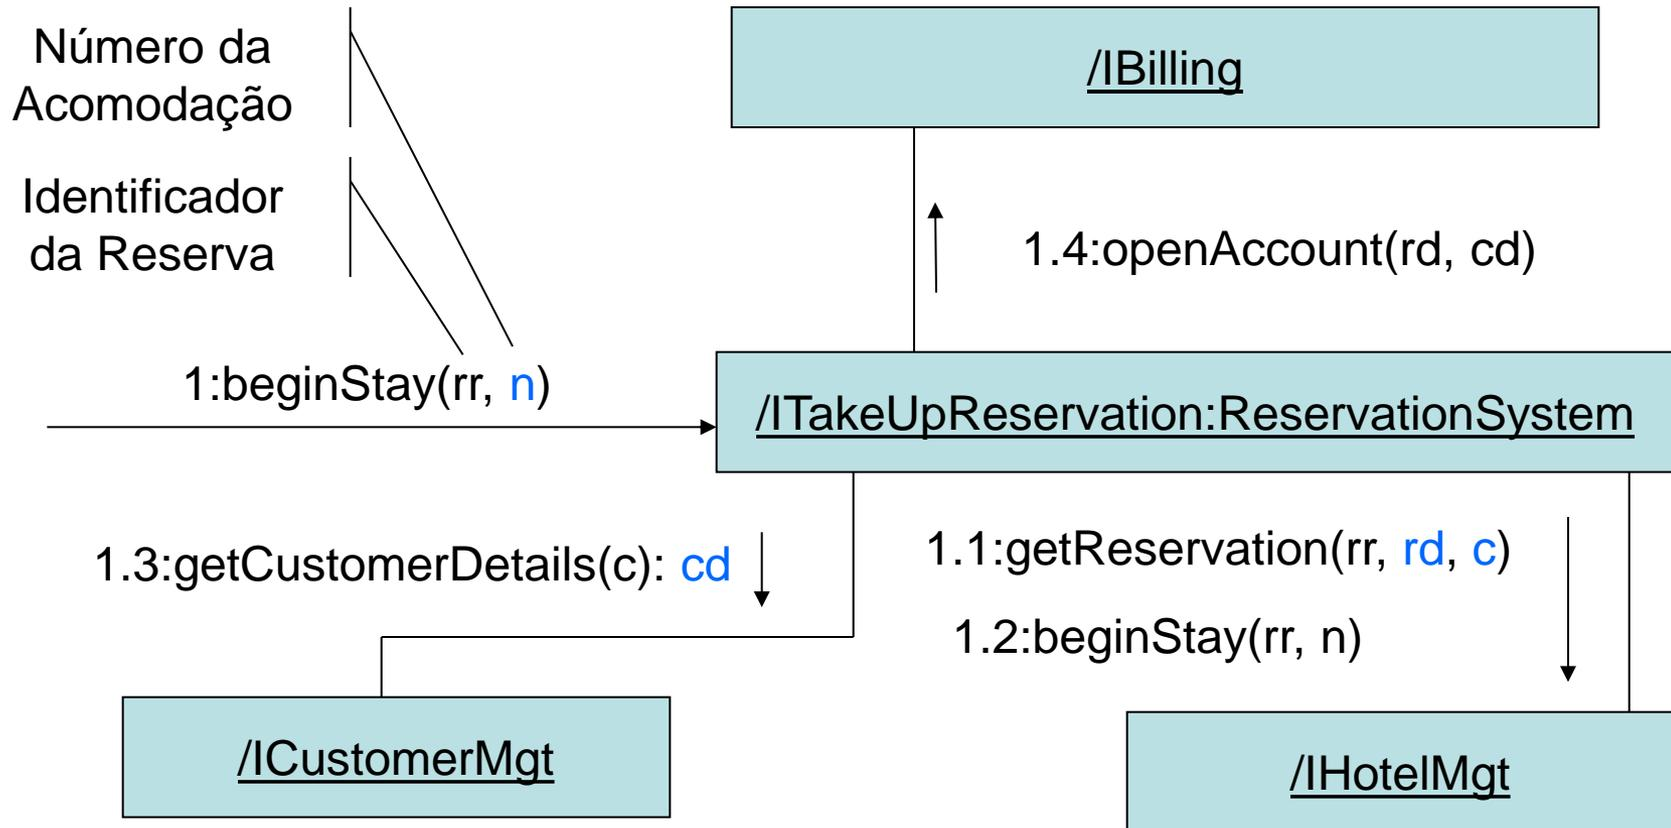 Número da
Acomodação
/IBilling
Identificador
da Reserva
1.4:openAccount(rd, cd)
1:beginStay(rr, n)
/ITakeUpReservation:ReservationSystem
1.3:getCustomerDetails(c): cd
1.1:getReservation(rr, rd, c)
1.2:beginStay(rr, n)
/ICustomerMgt
/IHotelMgt